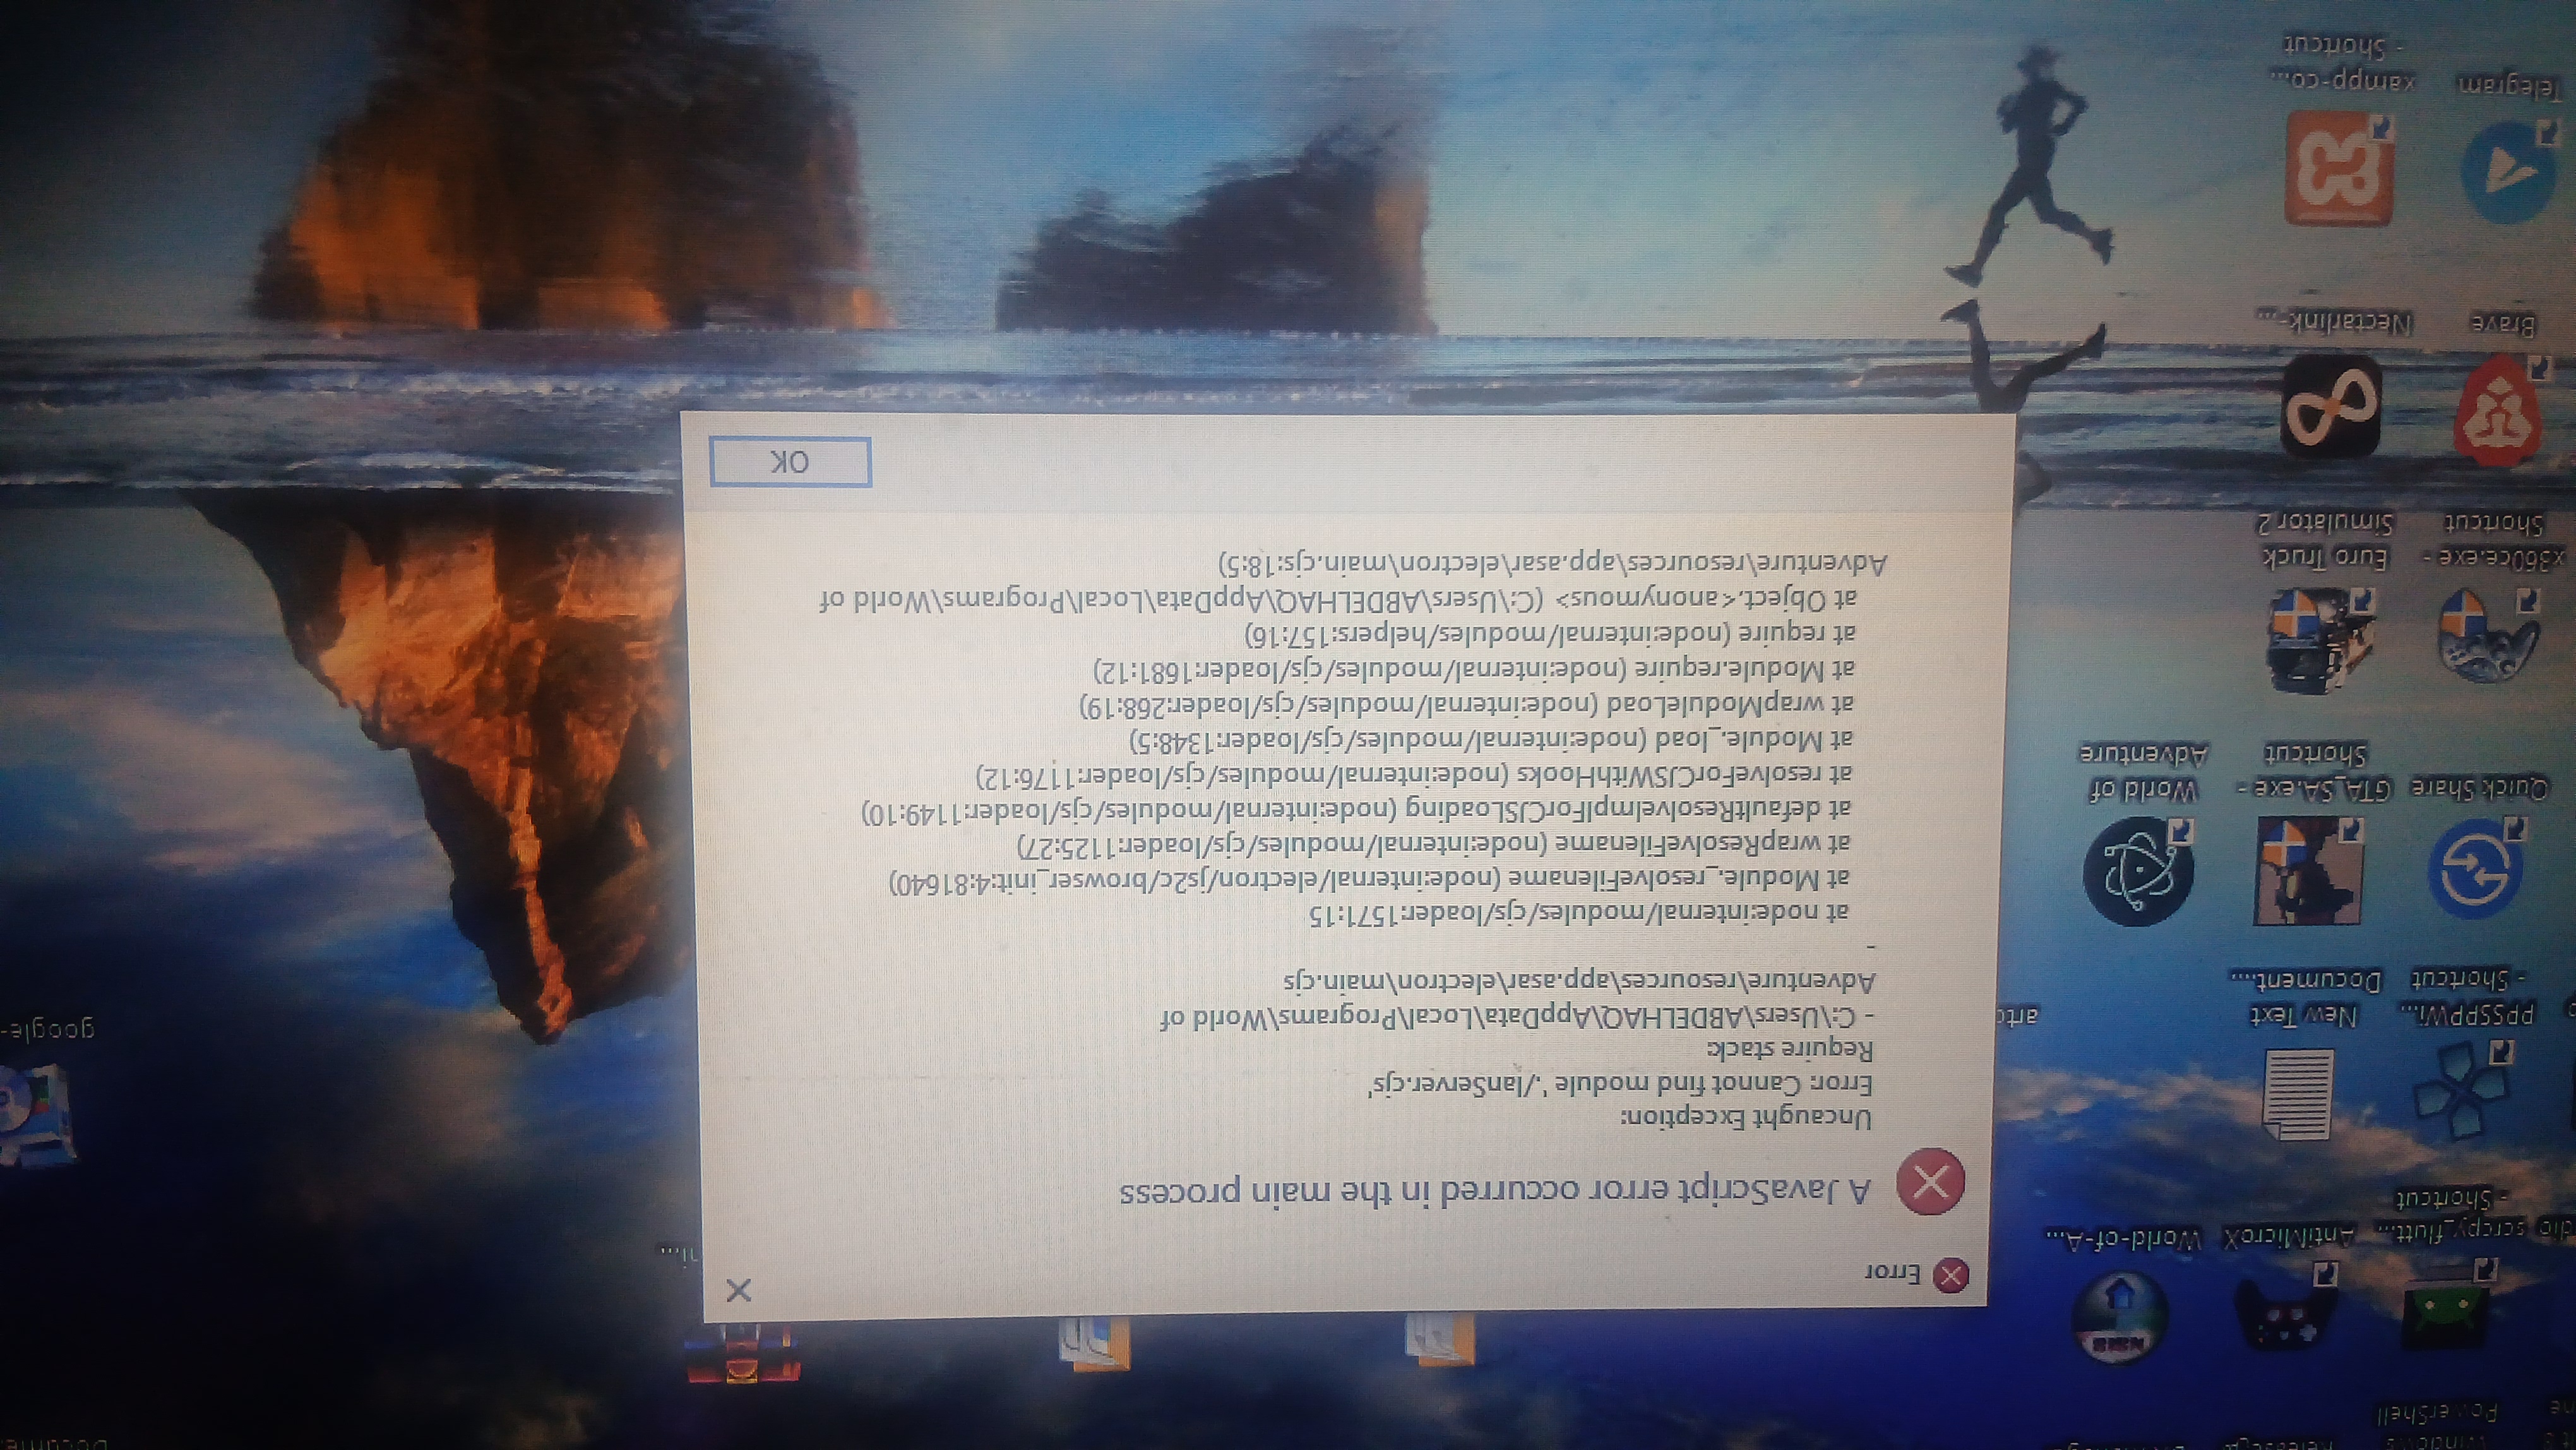 Windows
PowerShell
ne
scrcpy_flutt...
- Shortcut
AntiMicroX
NSIS
World-of-A...
PPSSPPWi...
- Shortcut
New Text
Document....
Quick Share
GTA_SA.exe -
Shortcut
World of
Adventure
x360ce.exe -
Shortcut
Euro Truck
Simulator 2
Brave
Nectarlink-...
Telegram
xampp-co...
- Shortcut
Error
A JavaScript error occurred in the main process
Uncaught Exception:
Error: Cannot find module './lanServer.cjs'
Require stack:
- C:\Users\ABDELHAQ\AppData\Local\Programs\World of
Adventure\resources\app.asar\electron\main.cjs
-
at node:internal/modules/cjs/loader:1571:15
at Module._resolveFilename (node:internal/electron/js2c/browser_init:4:81640)
at wrapResolveFilename (node:internal/modules/cjs/loader:1125:27)
at defaultResolveImplForCJSLoading (node:internal/modules/cjs/loader:1149:10)
at resolveForCJSWithHooks (node:internal/modules/cjs/loader:1176:12)
at Module._load (node:internal/modules/cjs/loader:1348:5)
at wrapModuleLoad (node:internal/modules/cjs/loader:268:19)
at Module.require (node:internal/modules/cjs/loader:1681:12)
at require (node:internal/modules/helpers:157:16)
at Object.<anonymous> (C:\Users\ABDELHAQ\AppData\Local\Programs\World of
Adventure\resources\app.asar\electron\main.cjs:18:5)
OK
google-